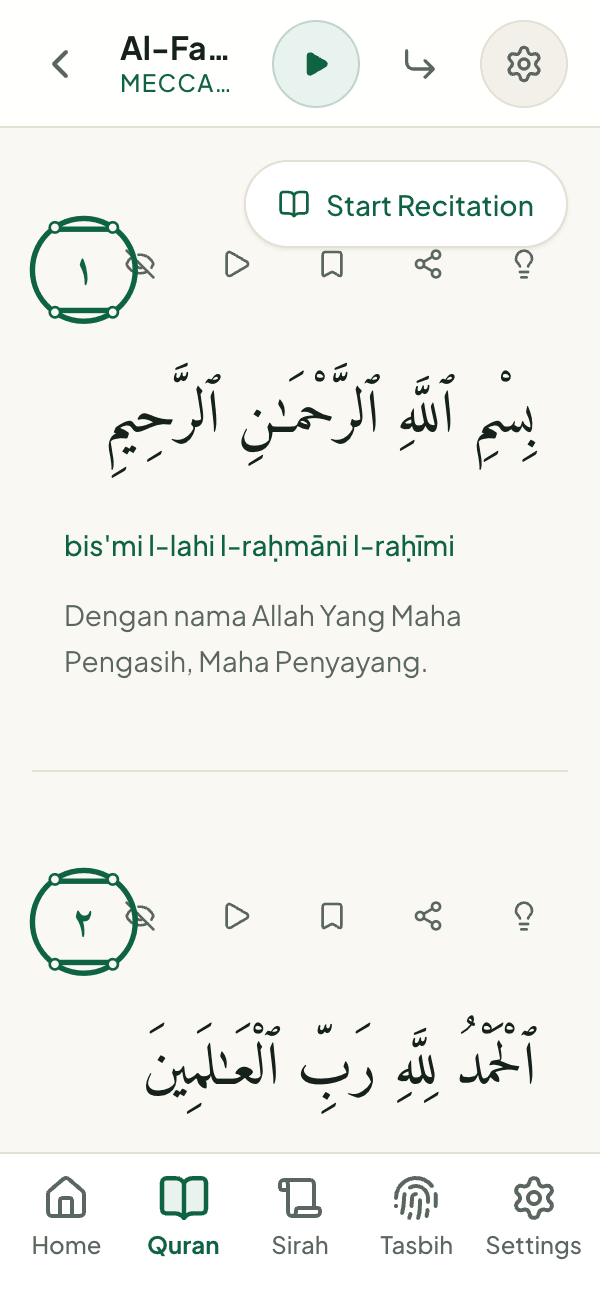 Al-Fa...
MECCA...
Start Recitation
١
بِسْمِ ٱللَّهِ ٱلرَّحْمَـٰنِ ٱلرَّحِيمِ
bis'mi l-lahi l-raḥmāni l-raḥīmi
Dengan nama Allah Yang Maha
Pengasih, Maha Penyayang.
٢
ٱلْحَمْدُ لِلَّهِ رَبِّ ٱلْعَـٰلَمِينَ
Home
Quran
Sirah
Tasbih
Settings